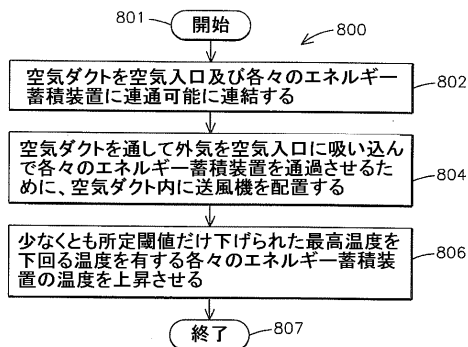 801
開始
800
空気ダクトを空気入口及び各々のエネルギー
蓄積装置に連通可能に連結する
802
空気ダクトを通して外気を空気入口に吸い込ん
で各々のエネルギー蓄積装置を通過させるた
めに、空気ダクト内に送風機を配置する
804
少なくとも所定閾値だけ下げられた最高温度を
下回る温度を有する各々のエネルギー蓄積装
置の温度を上昇させる
806
終了
807